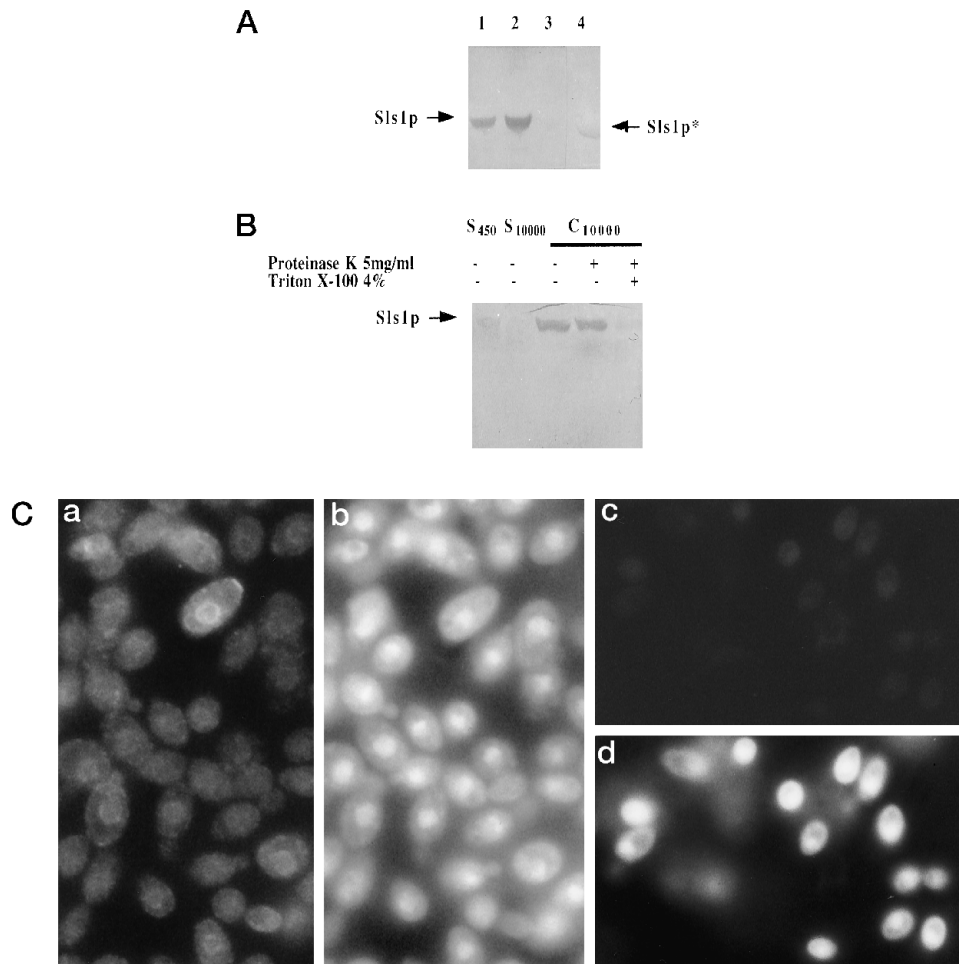 A
1 2 3 4
Sls1p
Sls1p*
B
S450 S10000 C10000
Proteinase K 5mg/ml - - - + +
Triton X-100 4% - - - - +
Sls1p
C
a
b
c
d